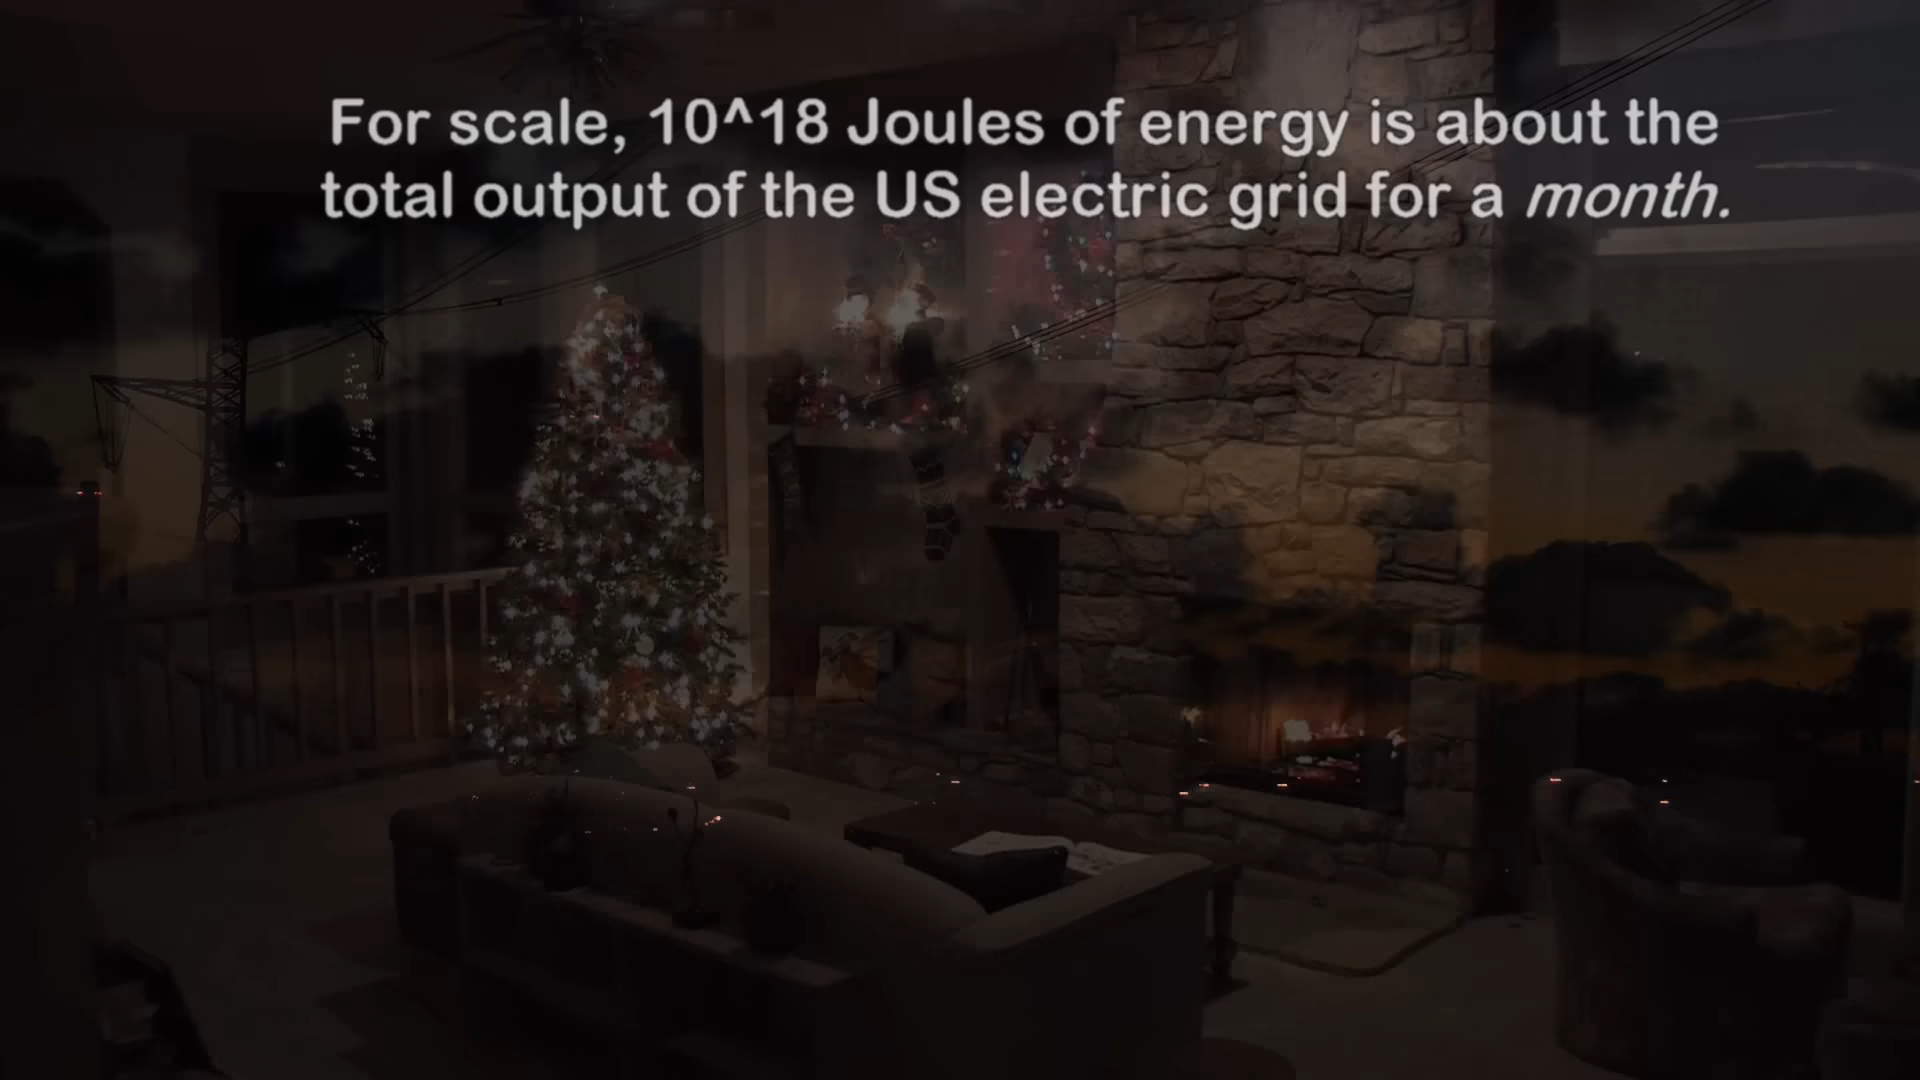 For scale, 10^18 Joules of energy is about the
total output of the US electric grid for a month.